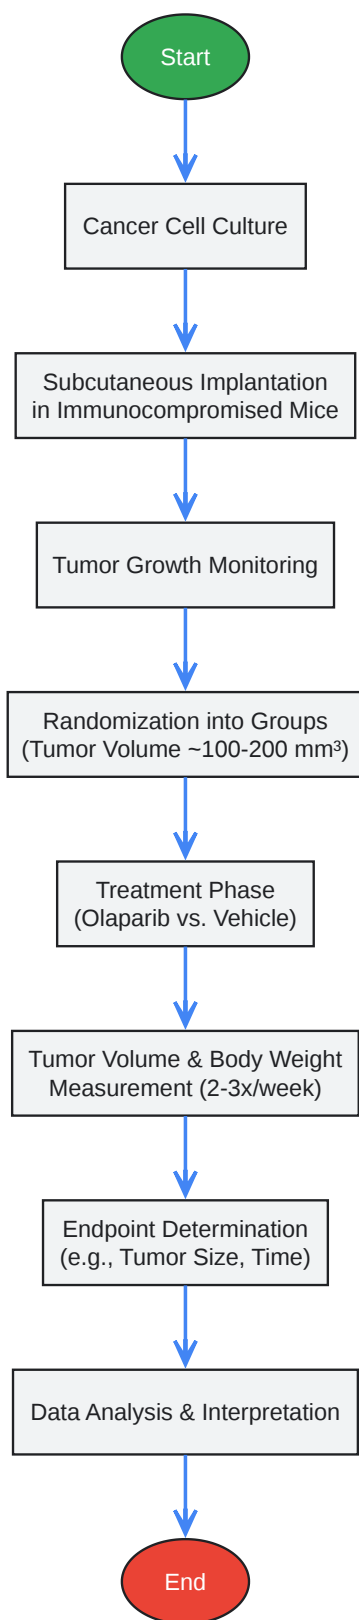 Start
Cancer Cell Culture
Subcutaneous Implantation
in Immunocompromised Mice
Tumor Growth Monitoring
Randomization into Groups
(Tumor Volume ~100-200 mm³)
Treatment Phase
(Olaparib vs. Vehicle)
Tumor Volume & Body Weight
Measurement (2-3x/week)
Endpoint Determination
(e.g., Tumor Size, Time)
Data Analysis & Interpretation
End